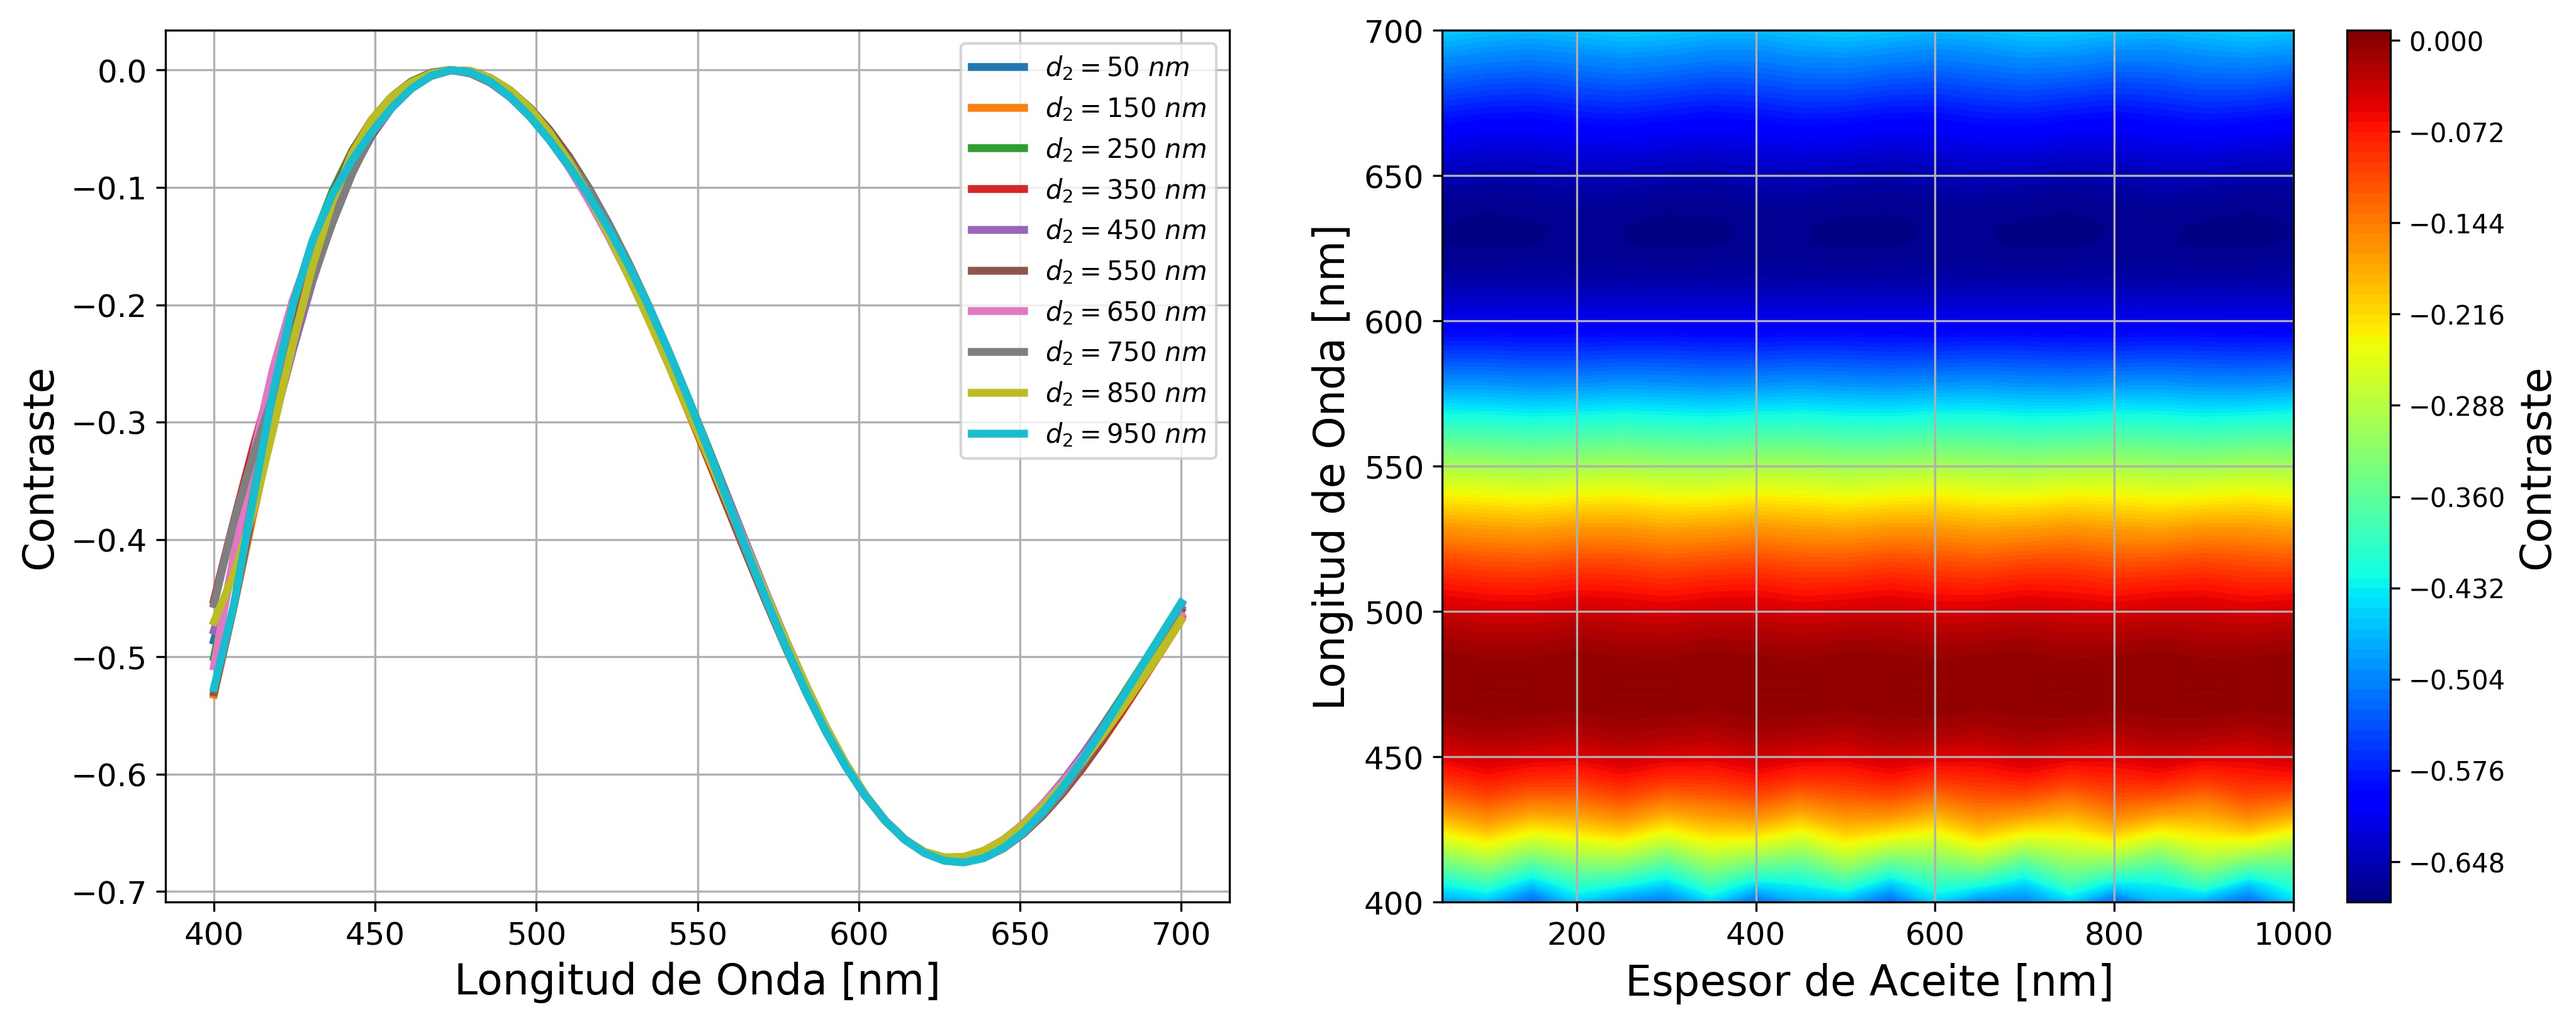 0.0
−0.1
−0.2
−0.3
−0.4
−0.5
−0.6
−0.7
Contraste
400 450 500 550 600 650 700
Longitud de Onda [nm]
d₂ = 50 nm
d₂ = 150 nm
d₂ = 250 nm
d₂ = 350 nm
d₂ = 450 nm
d₂ = 550 nm
d₂ = 650 nm
d₂ = 750 nm
d₂ = 850 nm
d₂ = 950 nm
700
650
600
550
500
450
400
Longitud de Onda [nm]
200 400 600 800 1000
Espesor de Aceite [nm]
0.000
−0.072
−0.144
−0.216
−0.288
−0.360
−0.432
−0.504
−0.576
−0.648
Contraste